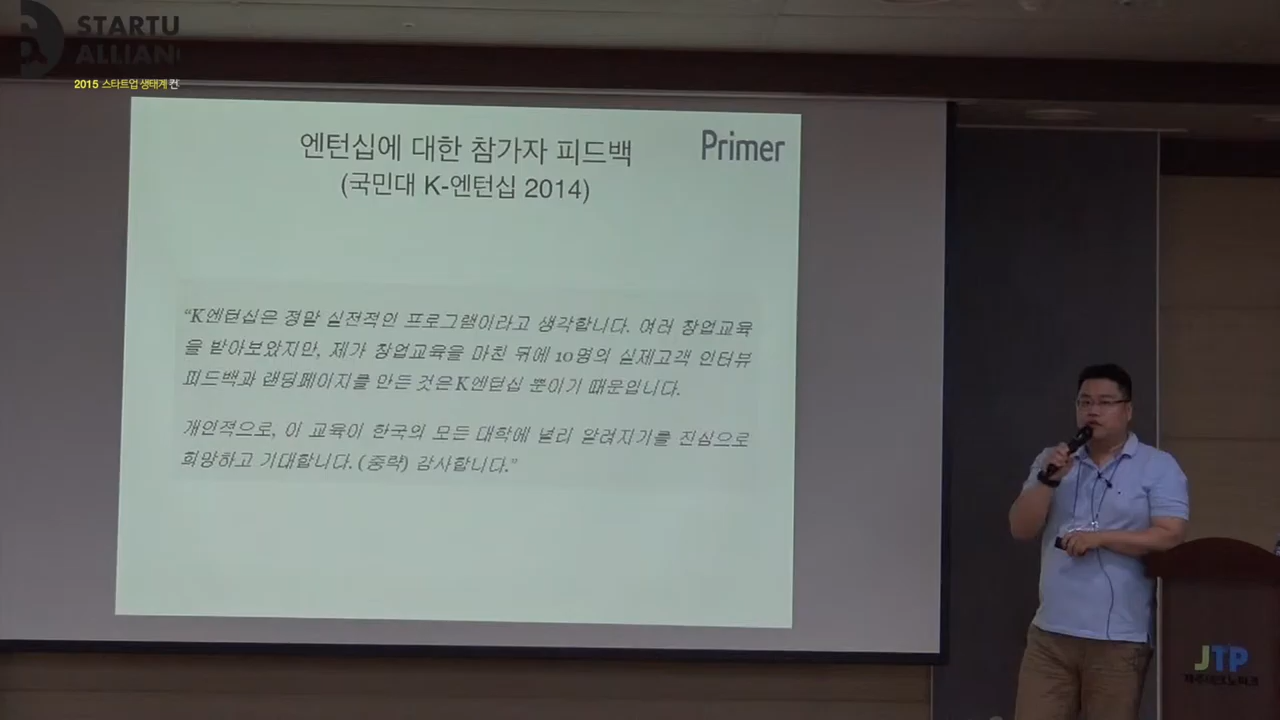 STARTU
ALLIAN
2015 스타트업 생태계 컨
엔턴십에 대한 참가자 피드백
Primer
(국민대 K-엔턴십 2014)
“K엔턴십은 정말 실전적인 프로그램이라고 생각합니다. 여러 창업교육
을 받아보았지만, 제가 창업교육을 마친 뒤에 10명의 실제고객 인터뷰
피드백과 랜딩페이지를 만든 것은 K엔턴십 뿐이기 때문입니다.
개인적으로, 이 교육이 한국의 모든 대학에 널리 알려지기를 진심으로
희망하고 기대합니다. (중략) 감사합니다.”
JTP
제주테크노파크